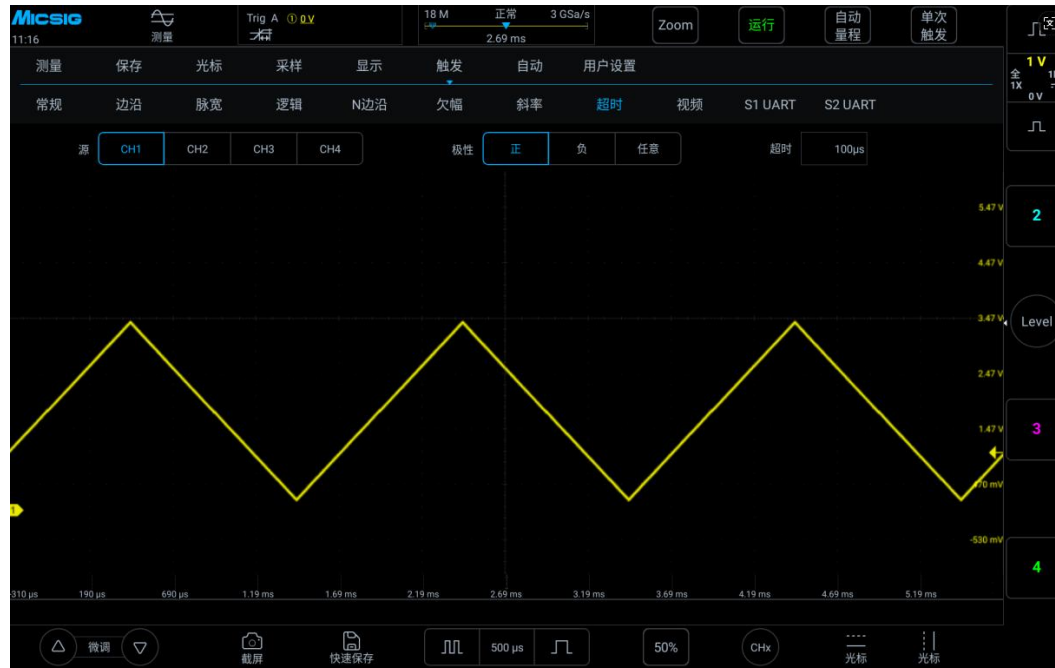 Micsig
11:16
测量
Trig A ① 0 V
18 M 正常 3 GSa/s
2.69 ms
Zoom
运行
自动
量程
单次
触发
测量 保存 光标 采样 显示 触发 自动 用户设置
常规 边沿 脉宽 逻辑 N边沿 欠幅 斜率 超时 视频 S1 UART S2 UART
源 CH1 CH2 CH3 CH4 极性 正 负 任意 超时 100μs
1 V
全
1X
0 V
5.47 V
2
4.47 V
3.47 V
Level
2.47 V
1.47 V
3
1
-530 mV
4
-310 μs 190 μs 690 μs 1.19 ms 1.69 ms 2.19 ms 2.69 ms 3.19 ms 3.69 ms 4.19 ms 4.69 ms 5.19 ms
微调
截屏
快速保存
500 μs
50%
CHx
光标
光标